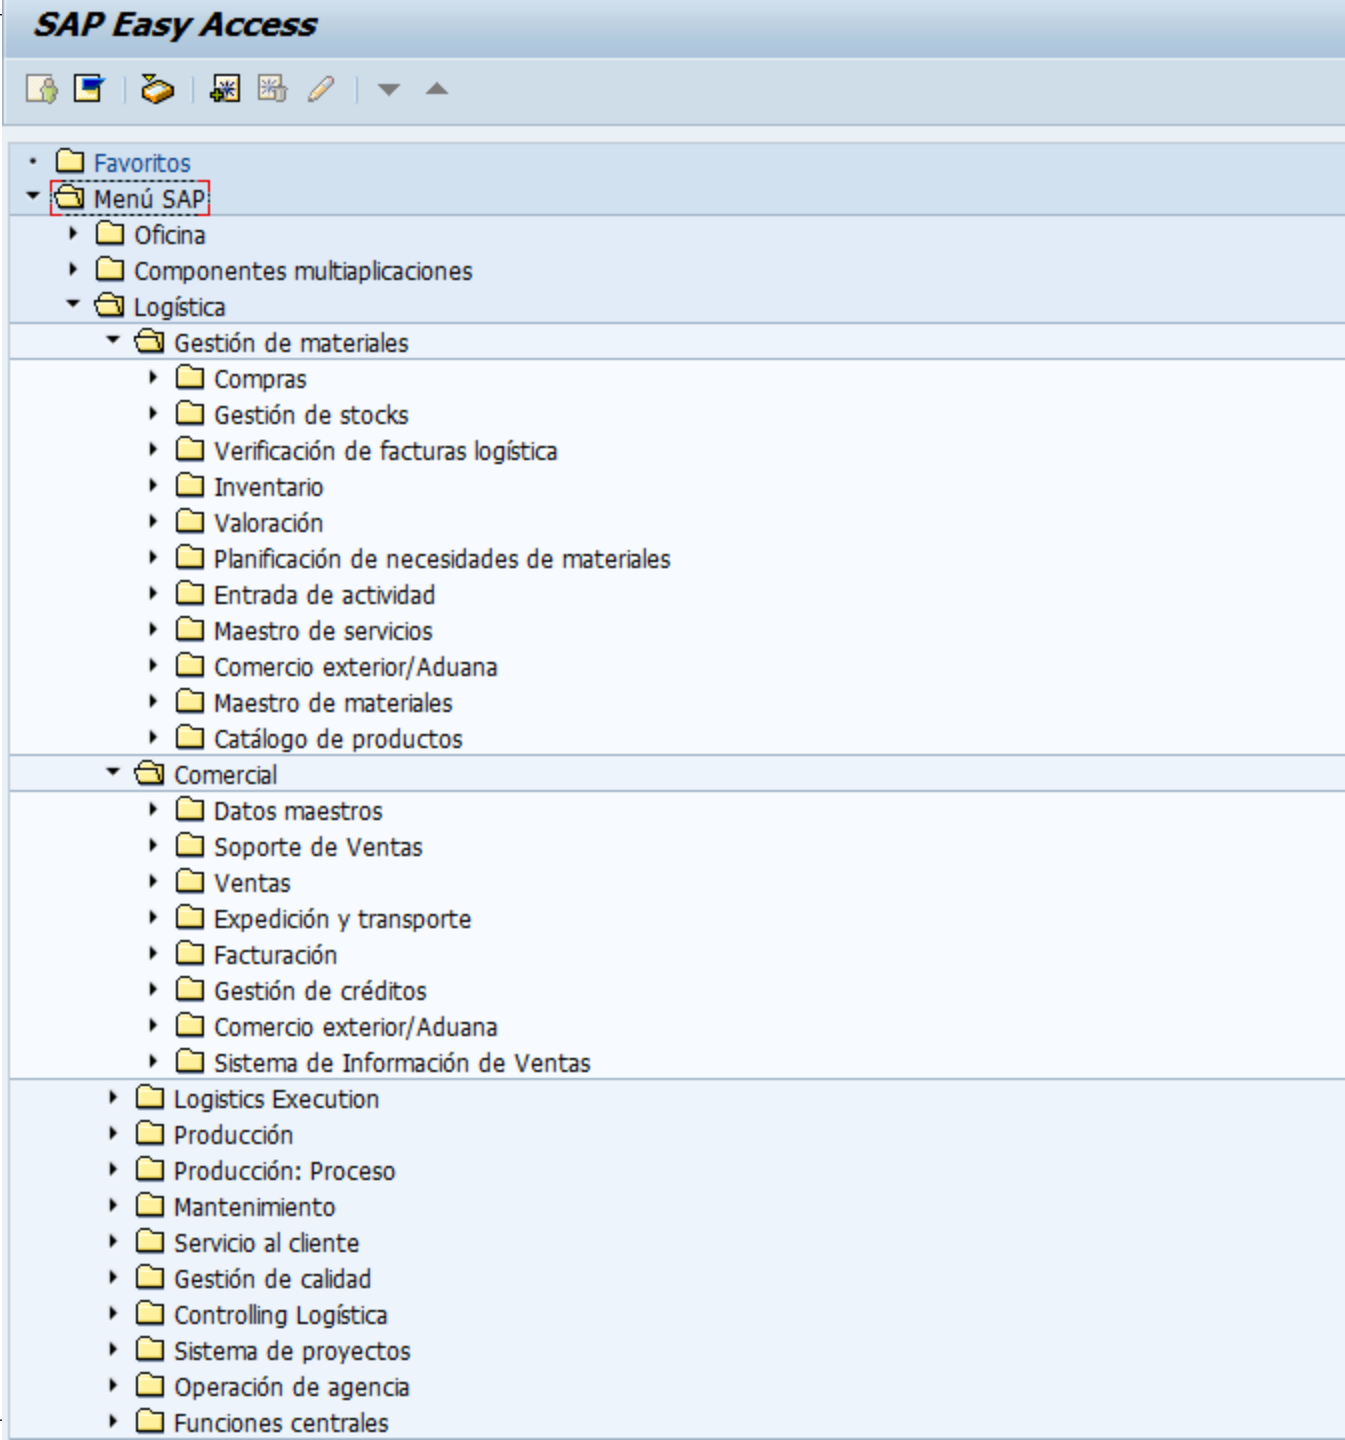 SAP Easy Access
Favoritos
Menú SAP
Oficina
Componentes multiaplicaciones
Logística
Gestión de materiales
Compras
Gestión de stocks
Verificación de facturas logística
Inventario
Valoración
Planificación de necesidades de materiales
Entrada de actividad
Maestro de servicios
Comercio exterior/Aduana
Maestro de materiales
Catálogo de productos
Comercial
Datos maestros
Soporte de Ventas
Ventas
Expedición y transporte
Facturación
Gestión de créditos
Comercio exterior/Aduana
Sistema de Información de Ventas
Logistics Execution
Producción
Producción: Proceso
Mantenimiento
Servicio al cliente
Gestión de calidad
Controlling Logística
Sistema de proyectos
Operación de agencia
Funciones centrales